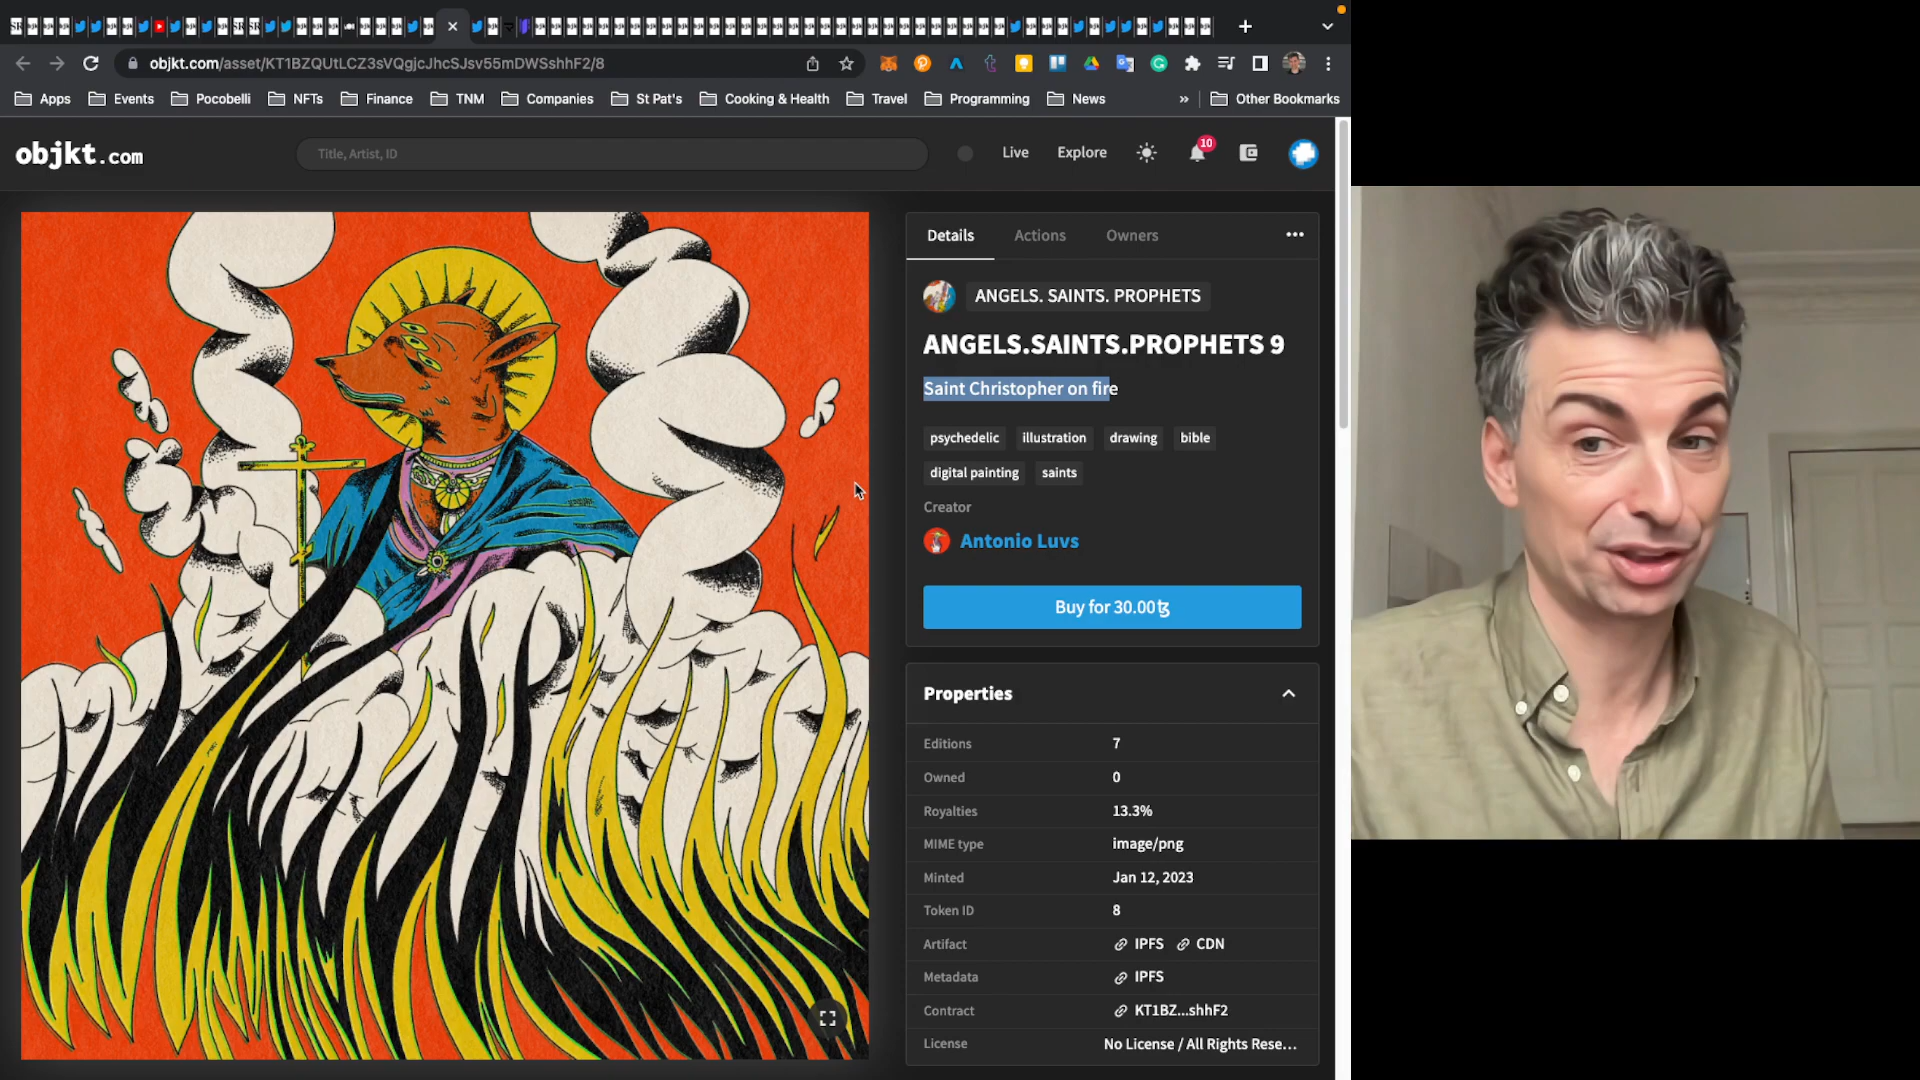 objkt.com/asset/KT1BZQUtLCZ3sVQgjcJhcSJsv55mDWSshhF2/8
Apps Events Pocobelli NFTs Finance TNM Companies St Pat's Cooking & Health Travel Programming News » Other Bookmarks
objkt.com Title, Artist, ID Live Explore 10
Details Actions Owners
ANGELS. SAINTS. PROPHETS
ANGELS.SAINTS.PROPHETS 9
Saint Christopher on fire
psychedelic illustration drawing bible
digital painting saints
Creator
Antonio Luvs
Buy for 30.00ꜩ
Properties
Editions 7
Owned 0
Royalties 13.3%
MIME type image/png
Minted Jan 12, 2023
Token ID 8
Artifact IPFS CDN
Metadata IPFS
Contract KT1BZ...shhF2
License No License / All Rights Rese...